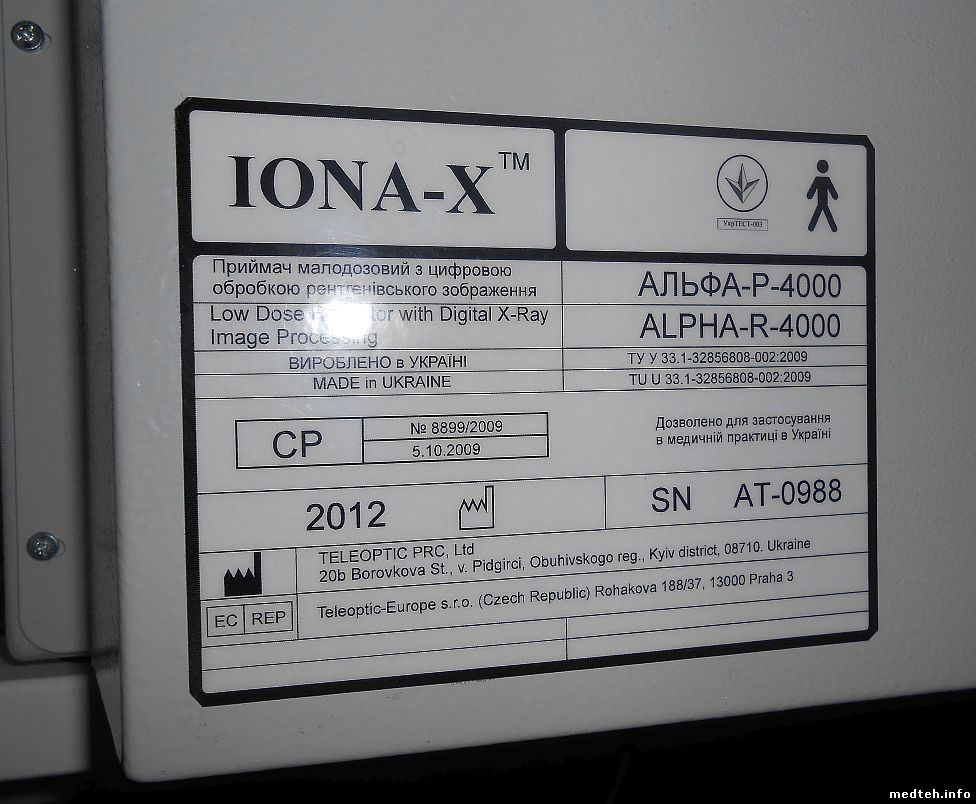 IONA-X™
УкрТЕСТ-003
Приймач малодозовий з цифровою
обробкою рентгенівського зображення
АЛЬФА-Р-4000
Low Dose with Digital X-Ray
Image Processing
ALPHA-R-4000
ВИРОБЛЕНО в УКРАЇНІ
ТУ У 33.1-32856808-002:2009
MADE in UKRAINE
TU U 33.1-32856808-002:2009
СР
№ 8899/2009
5.10.2009
Дозволено для застосування
в медичній практиці в Україні
2012
SN AT-0988
TELEOPTIC PRC, Ltd
20b Borovkova St., v. Pidgirci, Obuhivskogo reg., Kyiv district, 08710. Ukraine
EC REP
Teleoptic-Europe s.r.o. (Czech Republic) Rohakova 188/37, 13000 Praha 3
medteh.info